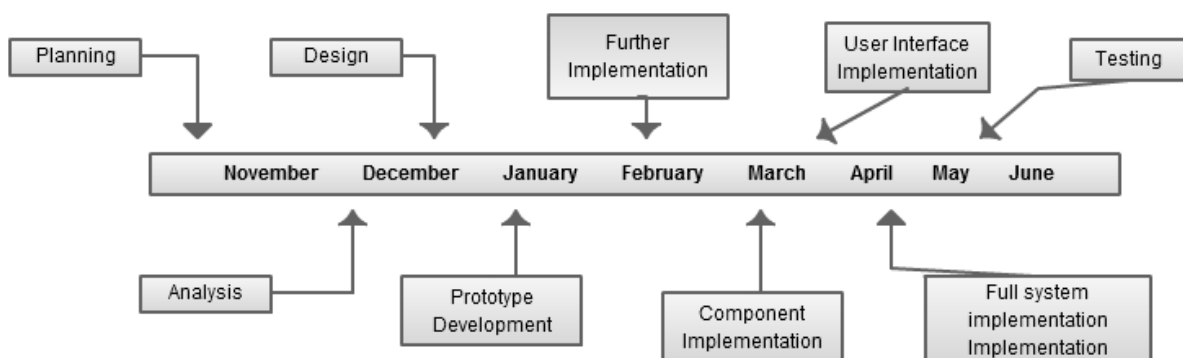 Planning
Design
Further
Implementation
User Interface
Implementation
Testing
November December January February March April May June
Analysis
Prototype
Development
Component
Implementation
Full system
implementation
Implementation